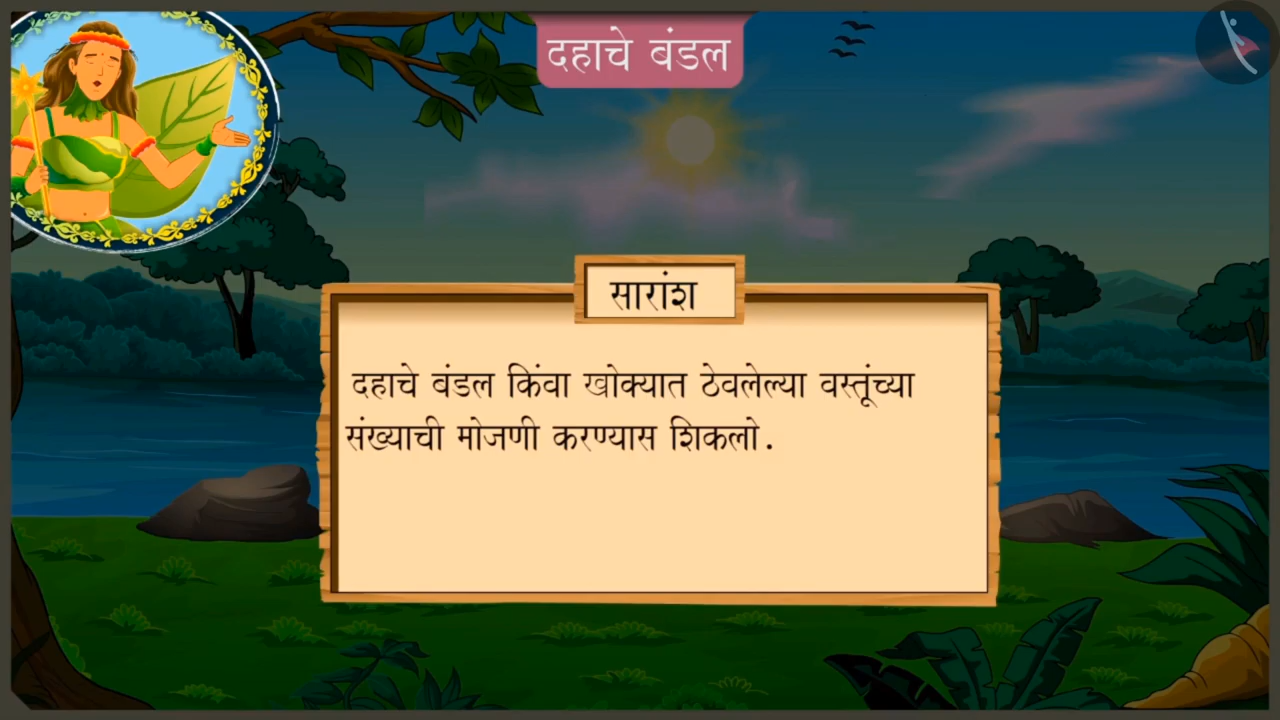 दहाचे बंडल
सारांश
दहाचे बंडल किंवा खोक्यात ठेवलेल्या वस्तूंच्या
संख्याची मोजणी करण्यास शिकलो.